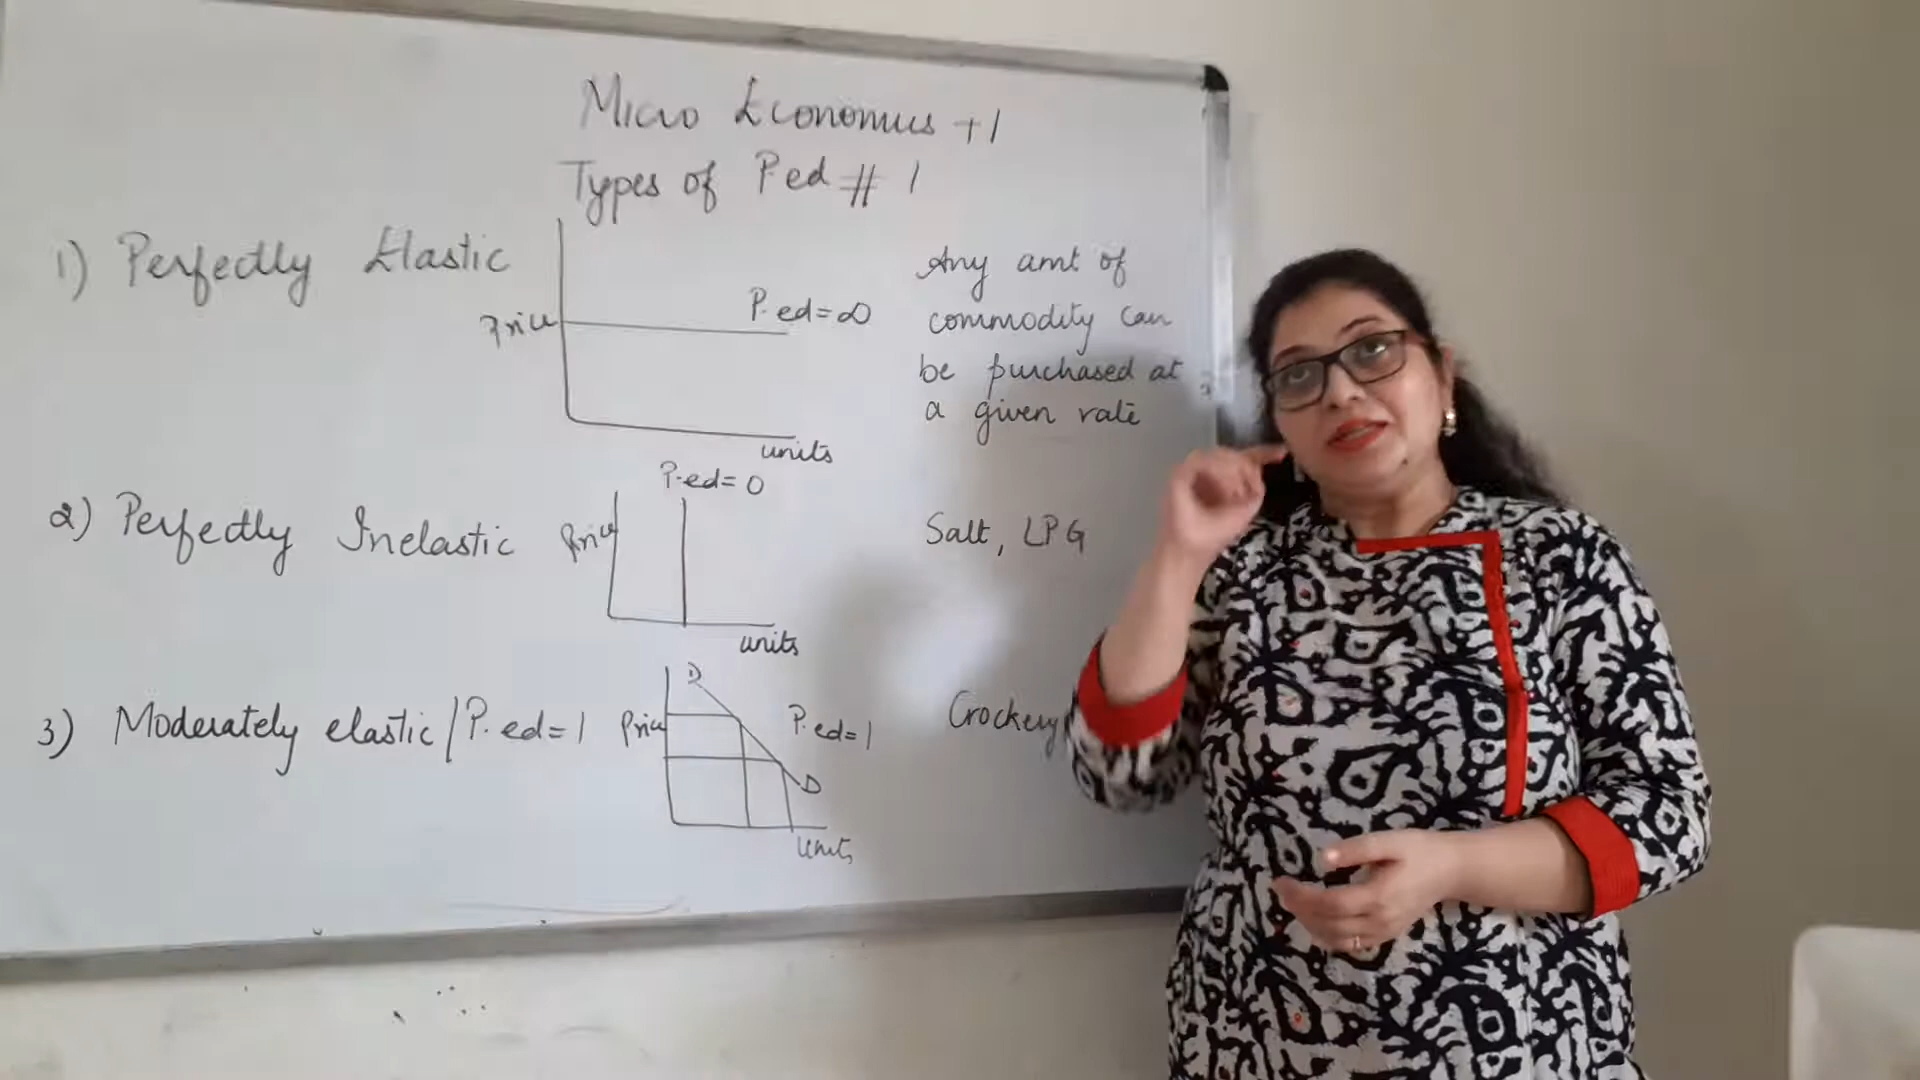 Micro Economics +1
Types of P.ed # 1
1) Perfectly Elastic
Price
P.ed=∞
units
Any amt of
commodity can
be purchased at
a given rate
2) Perfectly Inelastic
P.ed=0
Price
units
Salt, LPG
3) Moderately elastic/P.ed=1
Price
D
D
P.ed=1
units
Crockery